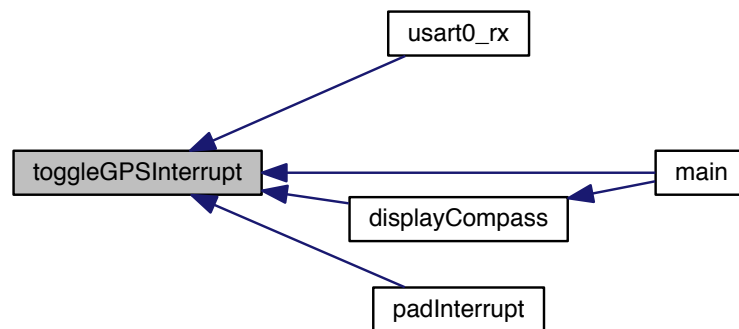 usart0_rx
toggleGPSInterrupt
main
displayCompass
padInterrupt